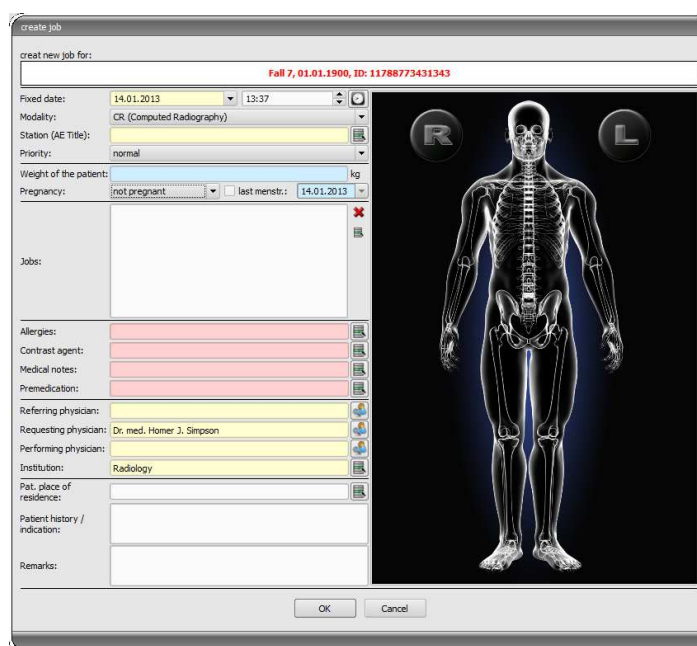 create job
creat new job for:
Fall 7, 01.01.1900, ID: 11788773431343
Fixed date: 14.01.2013 13:37
Modality: CR (Computed Radiography)
Station (AE Title):
Priority: normal
Weight of the patient: kg
Pregnancy: not pregnant last menstr.: 14.01.2013
Jobs:
Allergies:
Contrast agent:
Medical notes:
Premedication:
Referring physician:
Requesting physician: Dr. med. Homer J. Simpson
Performing physician:
Institution: Radiology
Pat. place of
residence:
Patient history /
indication:
Remarks:
R L
OK Cancel